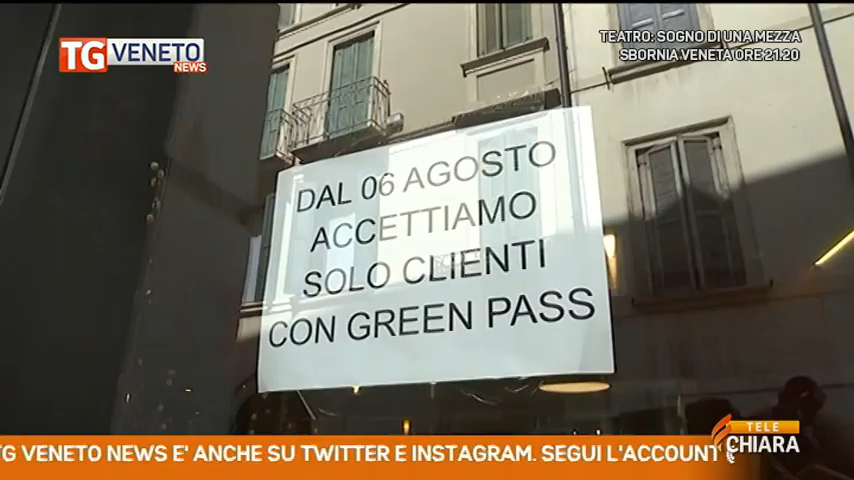 TG VENETO
NEWS
TEATRO: SOGNO DI UNA MEZZA
SBORNIA VENETA ORE 21.20
DAL 06 AGOSTO
ACCETTIAMO
SOLO CLIENTI
CON GREEN PASS
TELE
CHIARA
TG VENETO NEWS E' ANCHE SU TWITTER E INSTAGRAM. SEGUI L'ACCOUNT